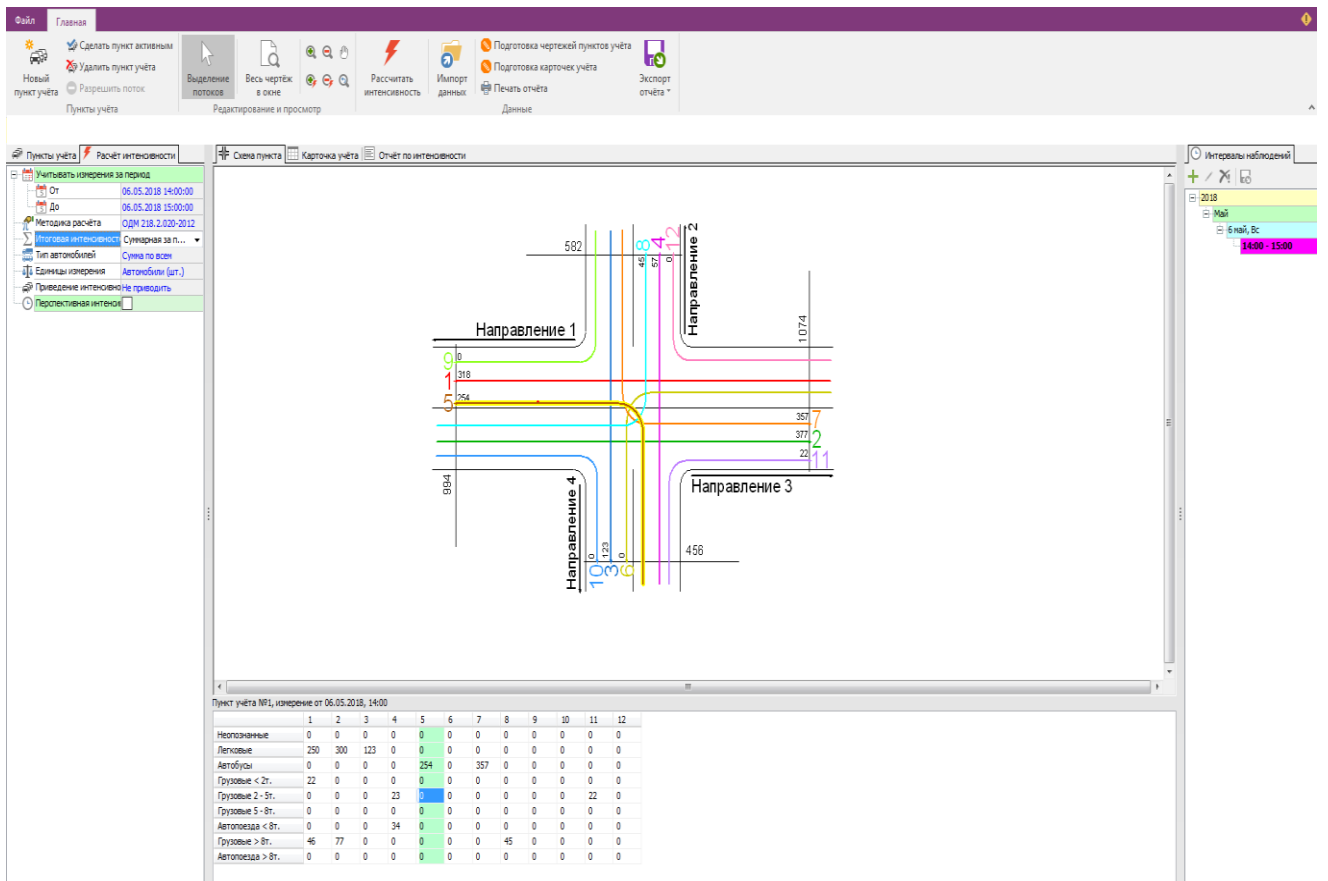 Файл Главная
Новый пункт учёта
Сделать пункт активным
Удалить пункт учёта
Разрешить поток
Пункты учёта
Выделение потоков
Весь чертёж в окне
Редактирование и просмотр
Рассчитать интенсивность
Импорт данных
Подготовка чертежей пунктов учёта
Подготовка карточек учёта
Печать отчёта
Экспорт отчёта
Данные
Пункты учёта Расчёт интенсивности
Учитывать измерения за период
От 06.05.2018 14:00:00
До 06.05.2018 15:00:00
Методика расчёта ОДМ 218.2.020-2012
Итоговая интенсивност Суммарная за п...
Тип автомобилей Сумма по всем
Единицы измерения Автомобили (шт.)
Приведение интенсивно Не приводить
Перспективная интенси
Схема пункта Карточка учёта Отчёт по интенсивности
582
8 4 12
45 57 0
Направление 2
Направление 1
1074
9 0
1 318
5 254
357 7
377 2
22 11
994
Направление 4
Направление 3
0 123 0
10 3 6
456
Интервалы наблюдений
2018
Май
6 май, Вс
14:00 - 15:00
Пункт учёта №1, измерение от 06.05.2018, 14:00
1 2 3 4 5 6 7 8 9 10 11 12
Неопознанные 0 0 0 0 0 0 0 0 0 0 0 0
Легковые 250 300 123 0 0 0 0 0 0 0 0 0
Автобусы 0 0 0 0 254 0 357 0 0 0 0 0
Грузовые < 2т. 22 0 0 0 0 0 0 0 0 0 0 0
Грузовые 2 - 5т. 0 0 0 23 0 0 0 0 0 0 22 0
Грузовые 5 - 8т. 0 0 0 0 0 0 0 0 0 0 0 0
Автопоезда < 8т. 0 0 0 34 0 0 0 0 0 0 0 0
Грузовые > 8т. 46 77 0 0 0 0 0 45 0 0 0 0
Автопоезда > 8т. 0 0 0 0 0 0 0 0 0 0 0 0